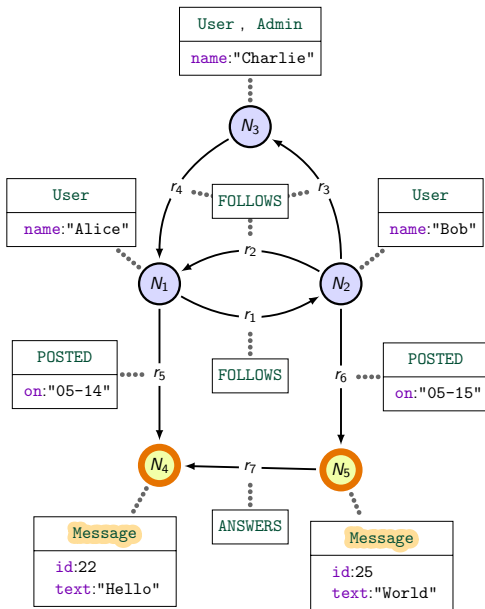 User , Admin
name:"Charlie"
N3
r4
r3
FOLLOWS
User
name:"Alice"
User
name:"Bob"
r2
N1
N2
r1
POSTED
on:"05-14"
r5
FOLLOWS
r6
POSTED
on:"05-15"
N4
r7
N5
ANSWERS
Message
id:22
text:"Hello"
Message
id:25
text:"World"